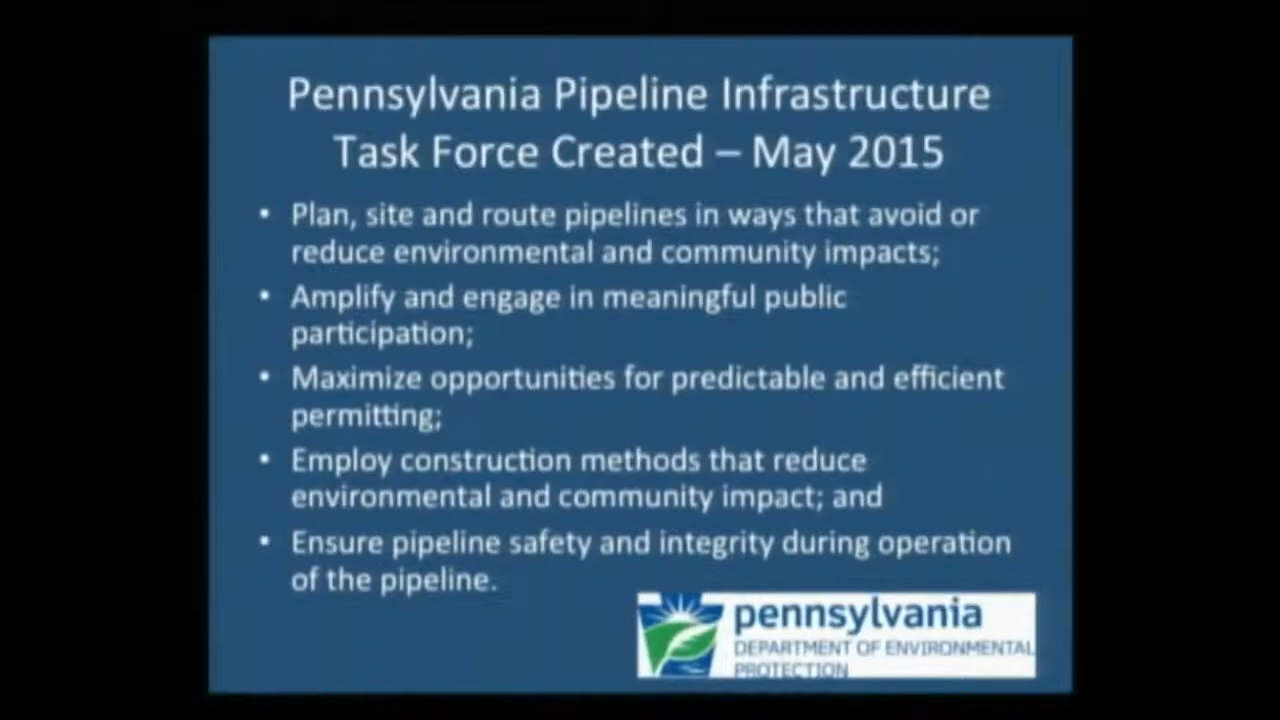 Pennsylvania Pipeline Infrastructure
Task Force Created – May 2015
• Plan, site and route pipelines in ways that avoid or
reduce environmental and community impacts;
• Amplify and engage in meaningful public
participation;
• Maximize opportunities for predictable and efficient
permitting;
• Employ construction methods that reduce
environmental and community impact; and
• Ensure pipeline safety and integrity during operation
of the pipeline.
pennsylvania
DEPARTMENT OF ENVIRONMENTAL
PROTECTION